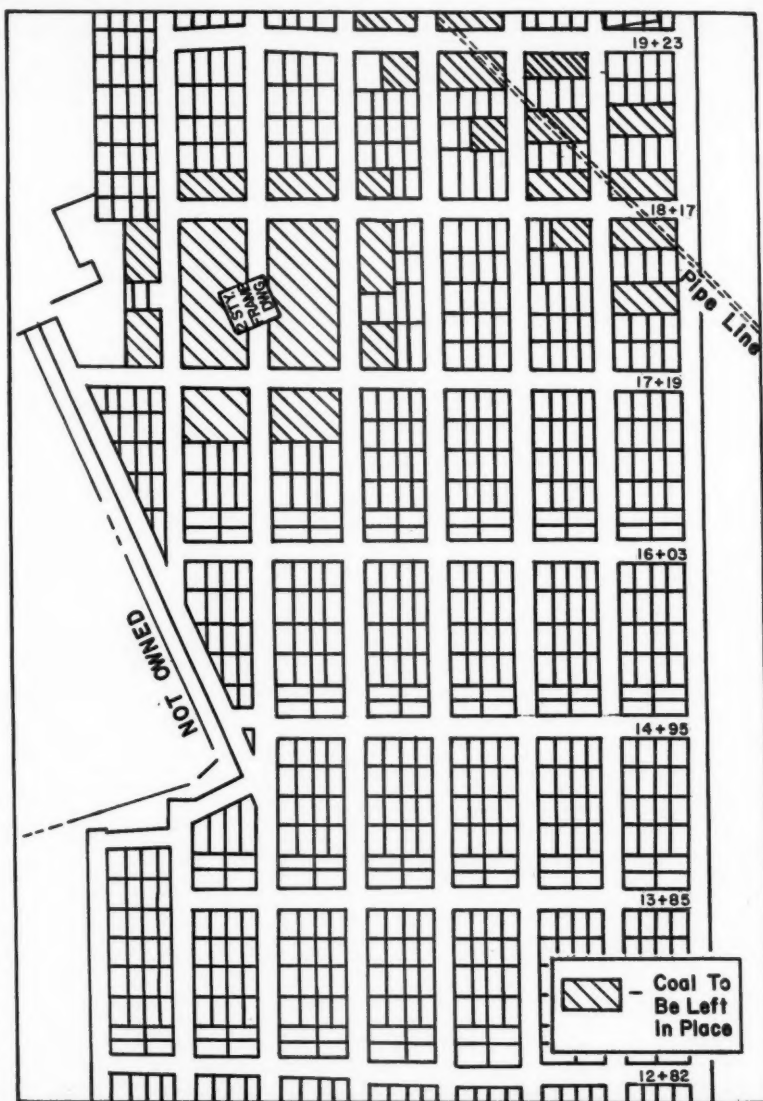 19+23
18+17
Pipe Line
2 STY.
FRAME
DWG.
17+19
16+03
NOT OWNED
14+95
13+85
- Coal To
Be Left
In Place
12+82